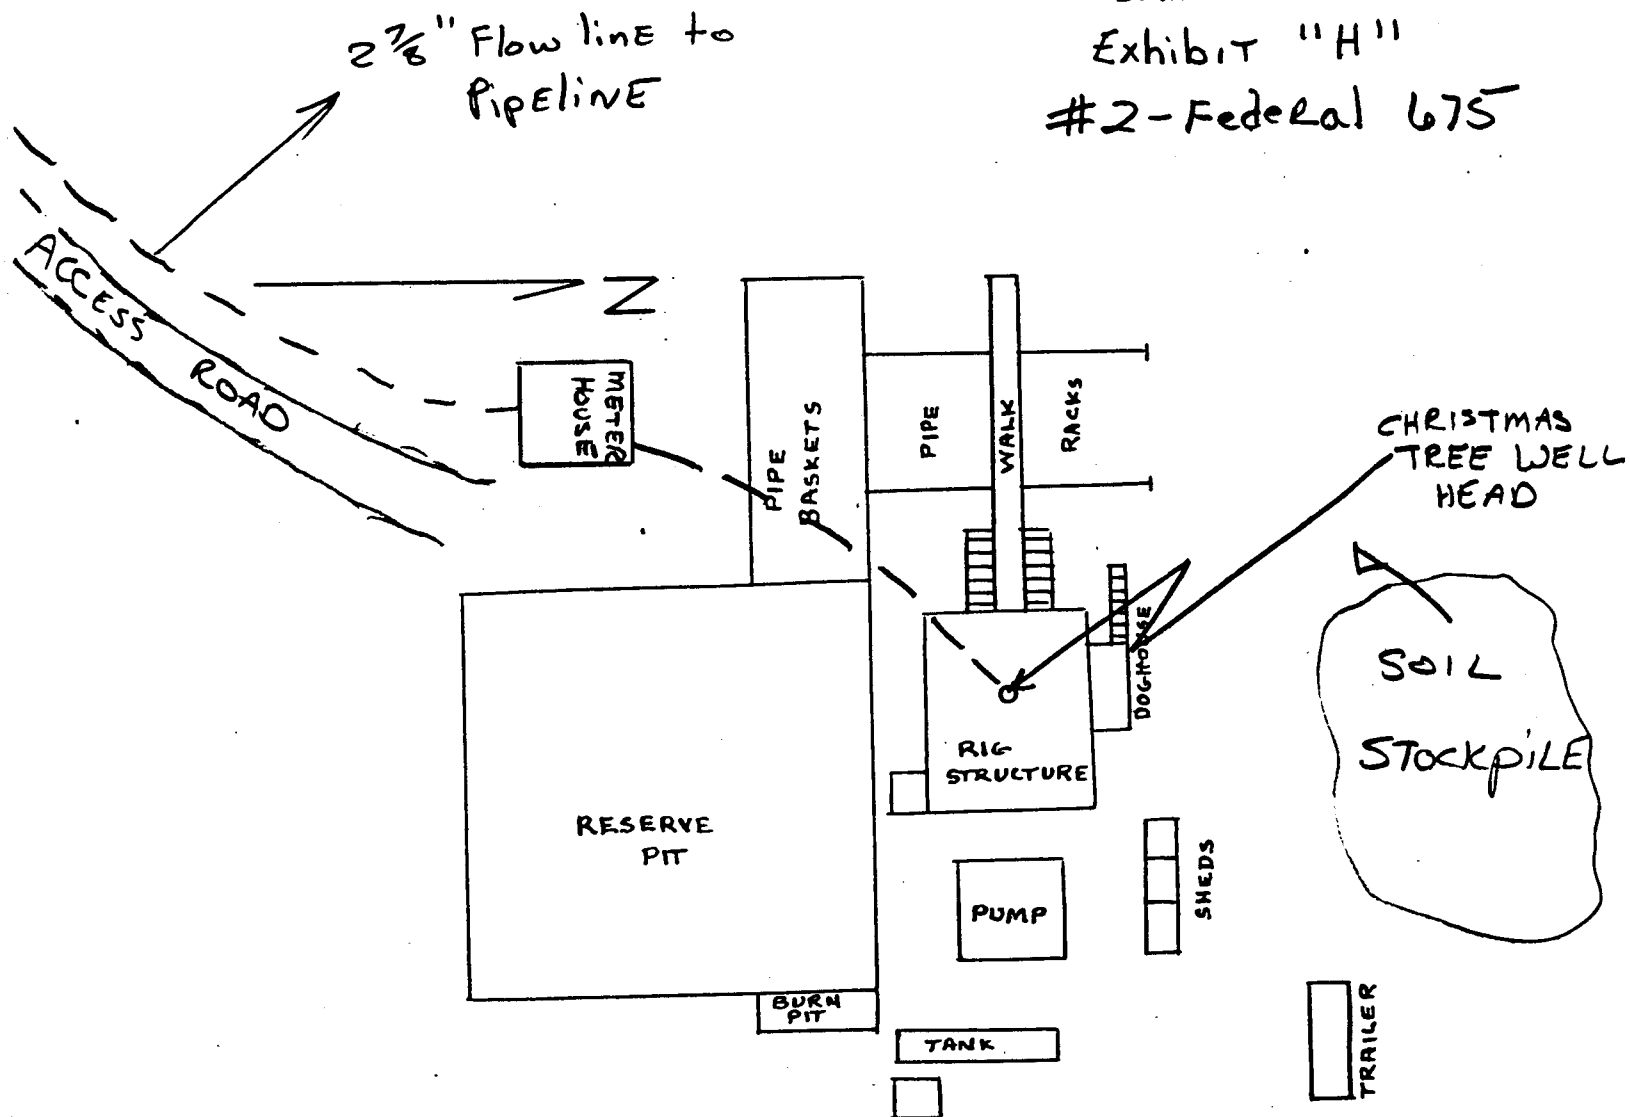 2 7/8" Flow line to
Pipeline
Exhibit "H"
#2-Federal 675
ACCESS ROAD
N
METER
HOUSE
PIPE
BASKETS
PIPE
WALK
RACKS
CHRISTMAS
TREE WELL
HEAD
DOGHOUSE
SOIL
STOCKPILE
RIG
STRUCTURE
RESERVE
PIT
PUMP
SHEDS
BURN
PIT
TANK
TRAILER